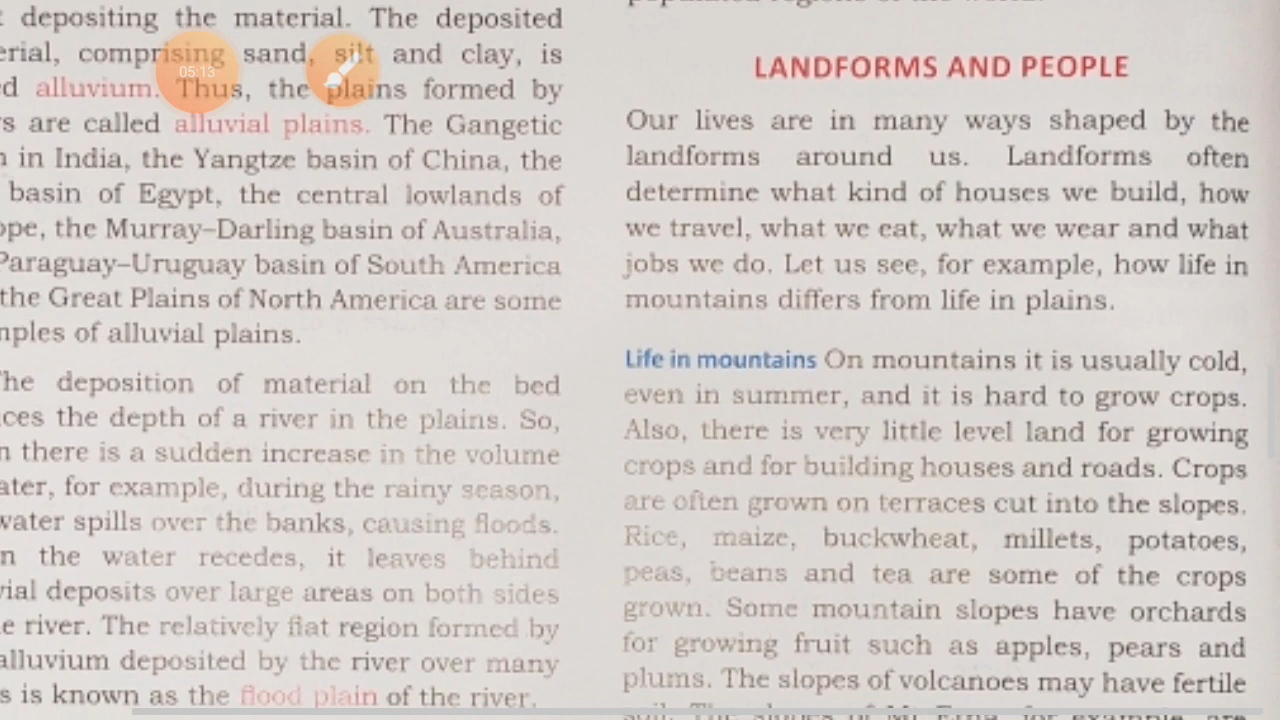 depositing the material. The deposited
comprising sand, silt and clay, is
alluvium. Thus, the plains formed by
are called alluvial plains. The Gangetic
in India, the Yangtze basin of China, the
basin of Egypt, the central lowlands of
the Murray–Darling basin of Australia,
Paraguay–Uruguay basin of South America
the Great Plains of North America are some
of alluvial plains.
The deposition of material on the bed
the depth of a river in the plains. So,
there is a sudden increase in the volume
for example, during the rainy season,
water spills over the banks, causing floods.
the water recedes, it leaves behind
deposits over large areas on both sides
river. The relatively flat region formed by
alluvium deposited by the river over many
is known as the flood plain of the river.
05:13
LANDFORMS AND PEOPLE
Our lives are in many ways shaped by the
landforms around us. Landforms often
determine what kind of houses we build, how
we travel, what we eat, what we wear and what
jobs we do. Let us see, for example, how life in
mountains differs from life in plains.
Life in mountains On mountains it is usually cold,
even in summer, and it is hard to grow crops.
Also, there is very little level land for growing
crops and for building houses and roads. Crops
are often grown on terraces cut into the slopes.
Rice, maize, buckwheat, millets, potatoes,
peas, beans and tea are some of the crops
grown. Some mountain slopes have orchards
for growing fruit such as apples, pears and
plums. The slopes of volcanoes may have fertile